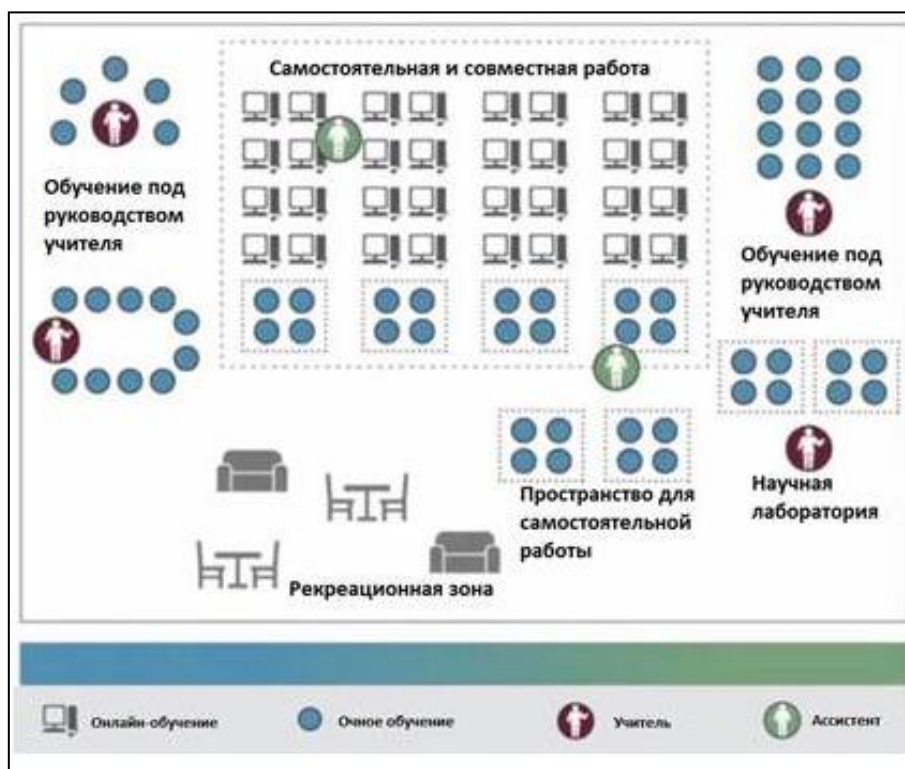 Самостоятельная и совместная работа
Обучение под
руководством
учителя
Обучение под
руководством
учителя
Научная
лаборатория
Пространство для
самостоятельной
работы
Рекреационная зона
Онлайн-обучение
Очное обучение
Учитель
Ассистент